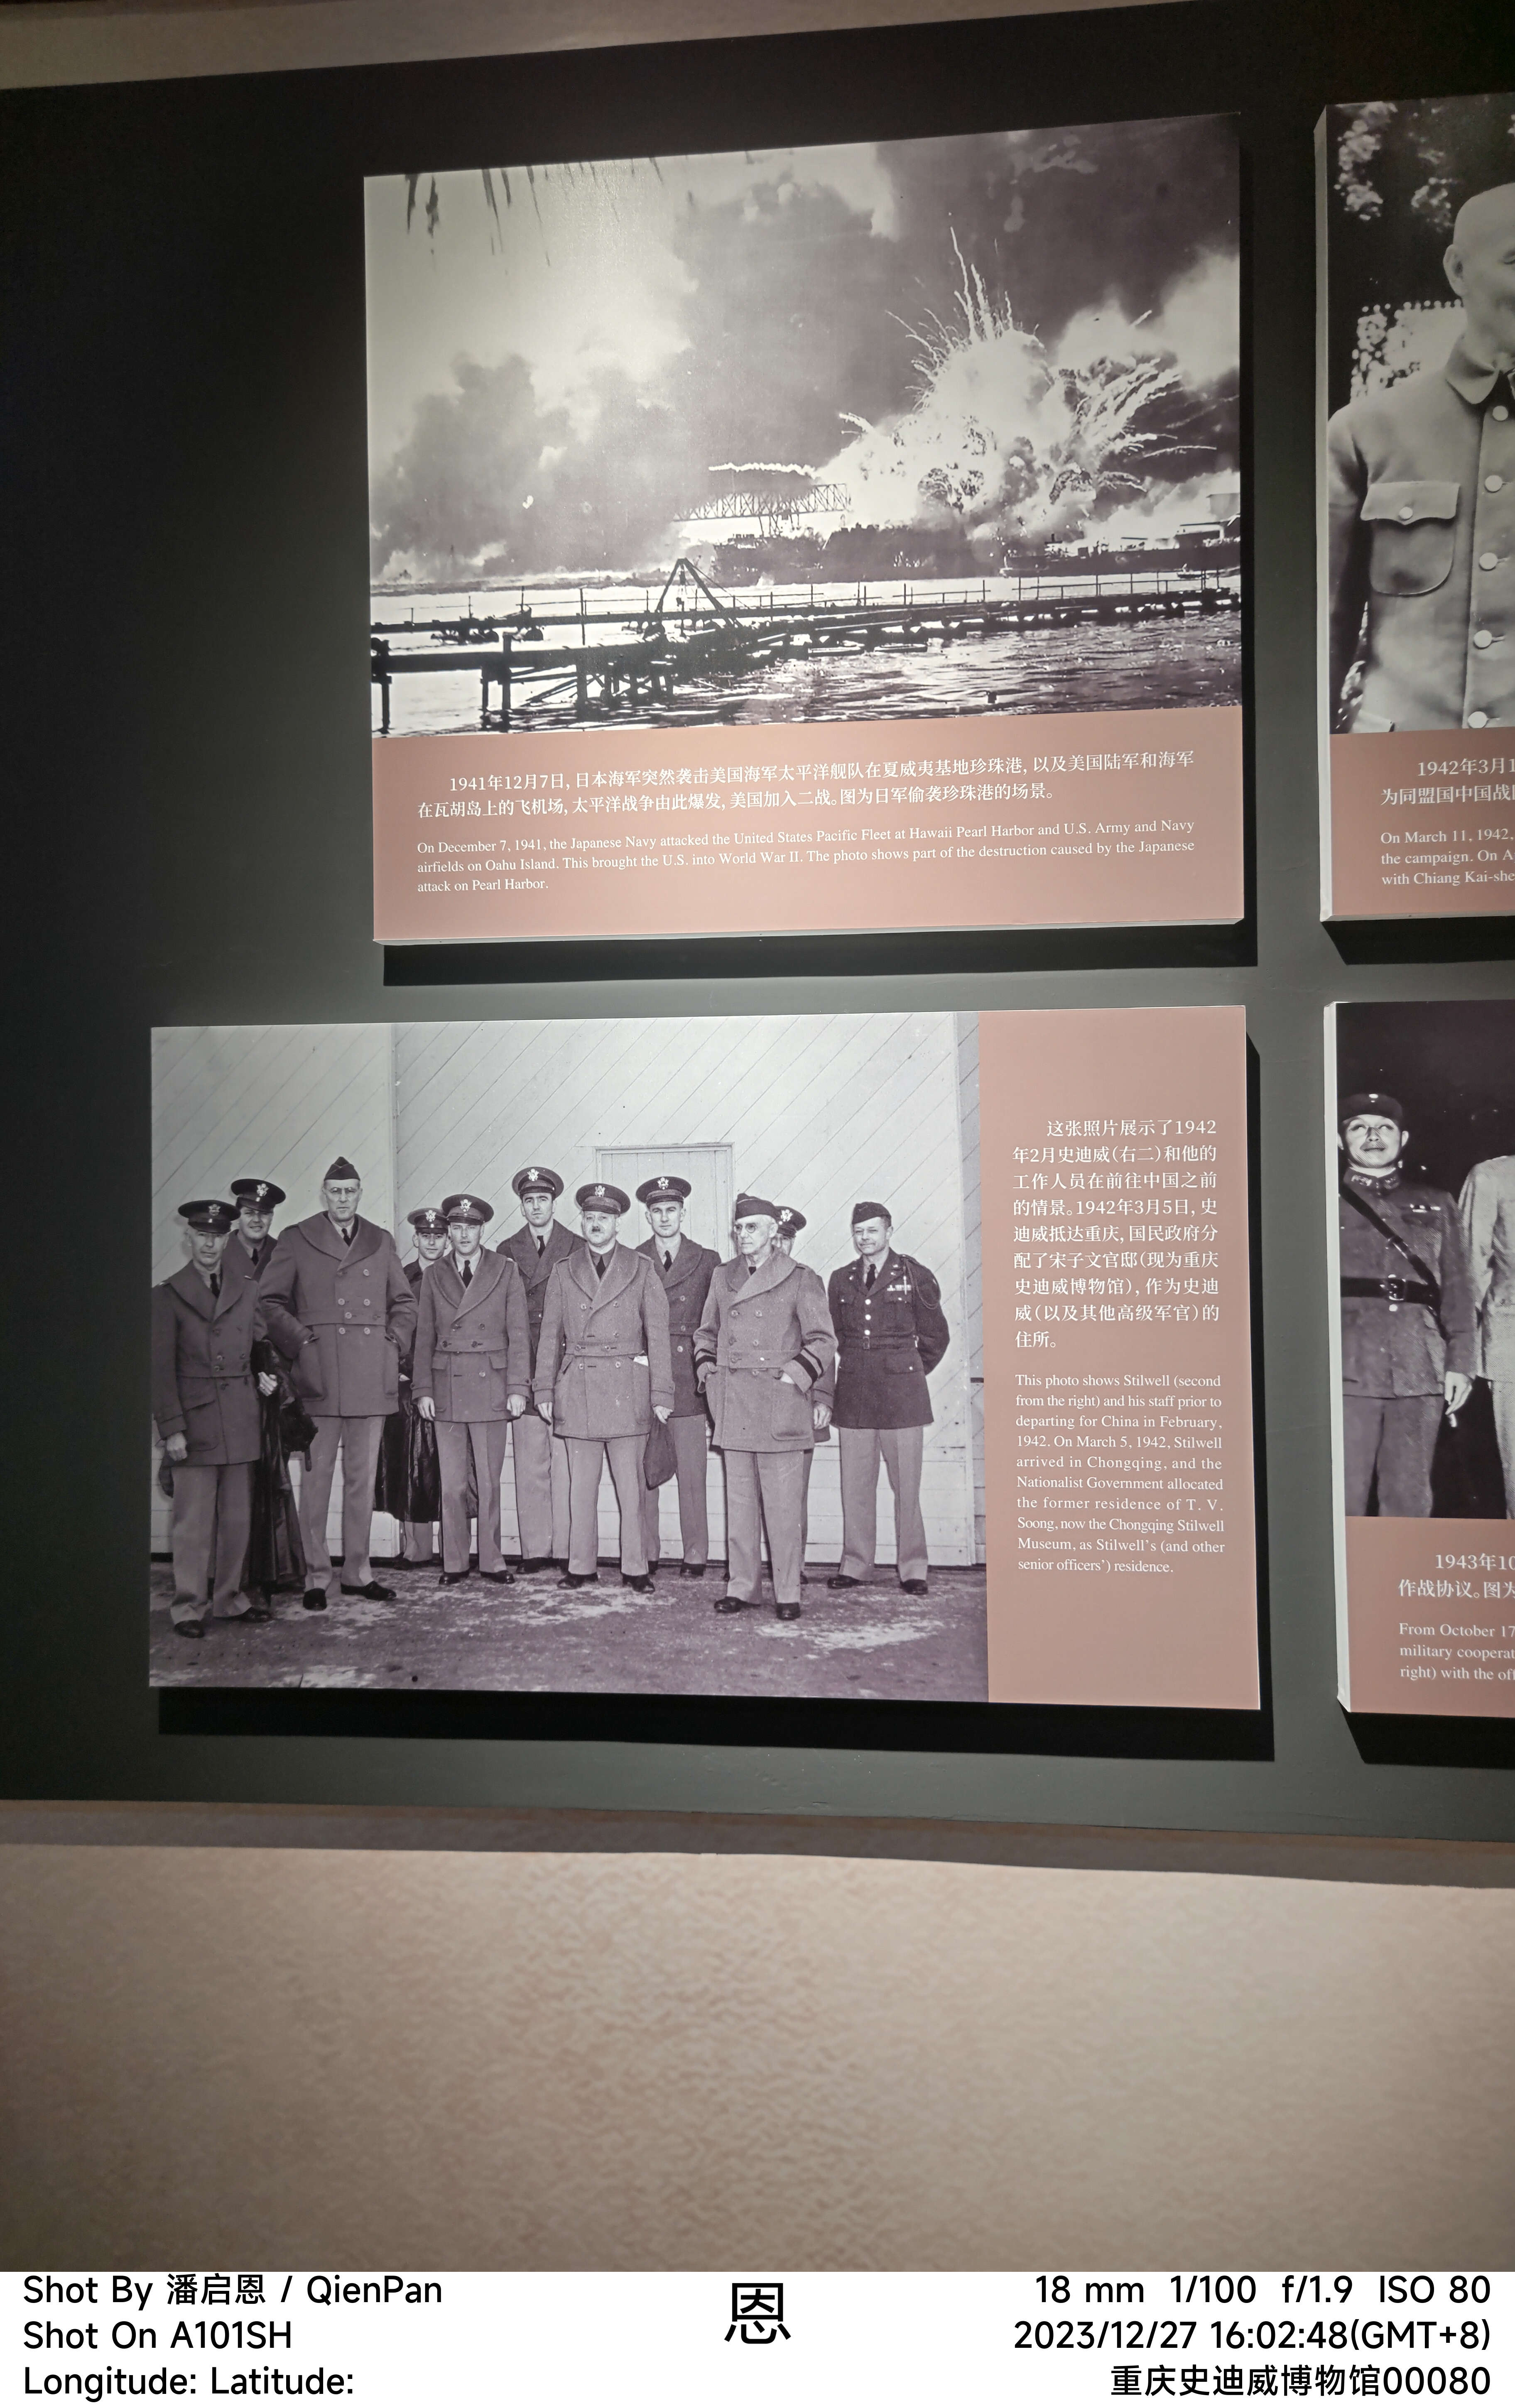 1941年12月7日，日本海军突然袭击美国海军太平洋舰队在夏威夷基地珍珠港，以及美国陆军和海军
在瓦胡岛上的飞机场，太平洋战争由此爆发，美国加入二战。图为日军偷袭珍珠港的场景。
On December 7, 1941, the Japanese Navy attacked the United States Pacific Fleet at Hawaii Pearl Harbor and U.S. Army and Navy
airfields on Oahu Island. This brought the U.S. into World War II. The photo shows part of the destruction caused by the Japanese
attack on Pearl Harbor.
1942年3月1
为同盟国中国战
On March 11, 1942,
the campaign. On A
with Chiang Kai-she
这张照片展示了1942
年2月史迪威（右二）和他的
工作人员在前往中国之前
的情景。1942年3月5日，史
迪威抵达重庆，国民政府分
配了宋子文官邸（现为重庆
史迪威博物馆），作为史迪
威（以及其他高级军官）的
住所。
This photo shows Stilwell (second
from the right) and his staff prior to
departing for China in February,
1942. On March 5, 1942, Stilwell
arrived in Chongqing, and the
Nationalist Government allocated
the former residence of T. V.
Soong, now the Chongqing Stilwell
Museum, as Stilwell's (and other
senior officers') residence.
1943年10
作战协议。图为
From October 17
military cooperat
right) with the off
Shot By 潘启恩 / QienPan
Shot On A101SH
Longitude: Latitude:
恩
18 mm 1/100 f/1.9 ISO 80
2023/12/27 16:02:48(GMT+8)
重庆史迪威博物馆00080